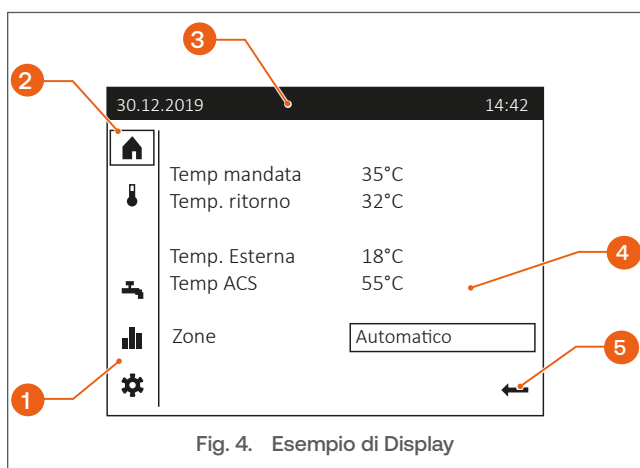 3
2
30.12.2019 14:42
Temp mandata 35°C
Temp. ritorno 32°C
Temp. Esterna 18°C
4
Temp ACS 55°C
Zone Automatico
5
1
Fig. 4. Esempio di Display